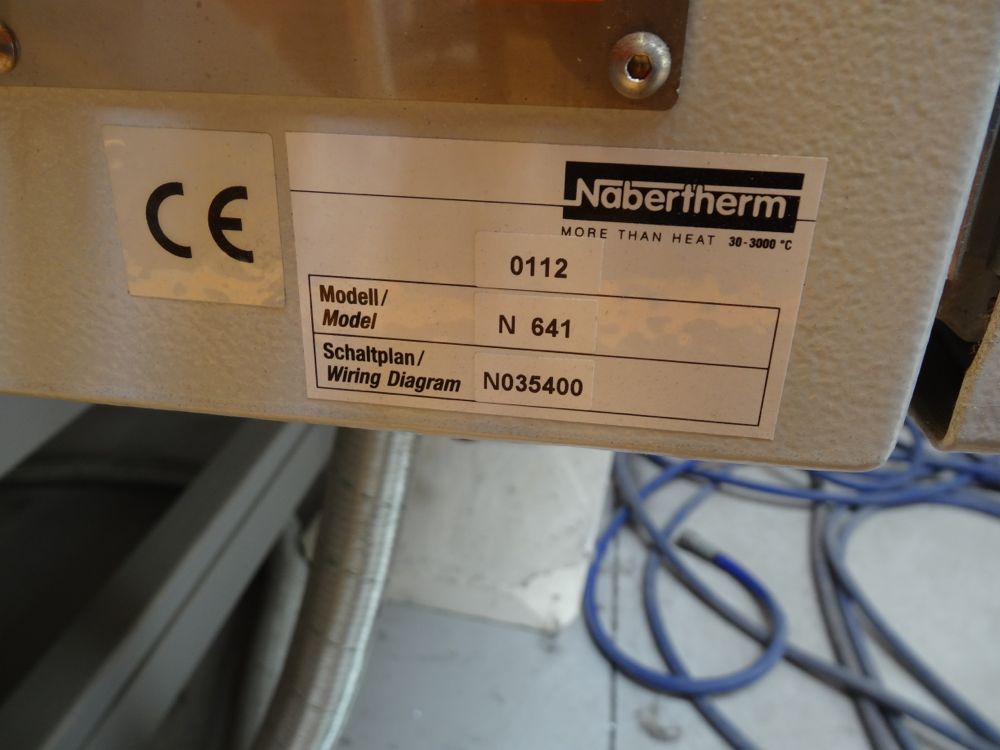 CE
Nabertherm
MORE THAN HEAT 30-3000 °C
0112
Modell/
Model
N 641
Schaltplan/
Wiring Diagram
N035400